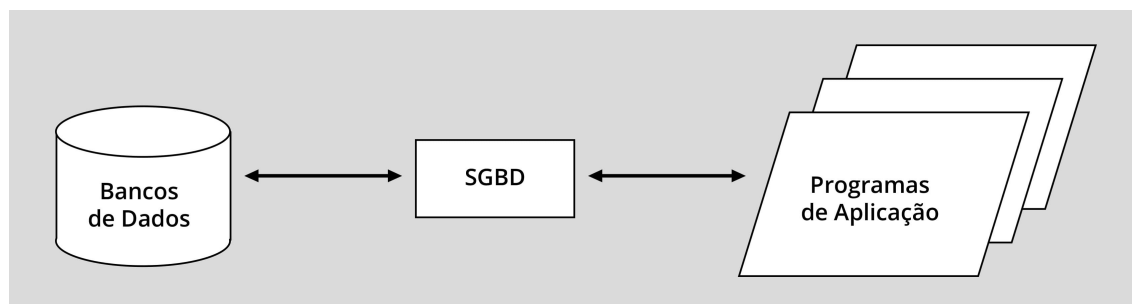 Bancos
de Dados
SGBD
Programas
de Aplicação